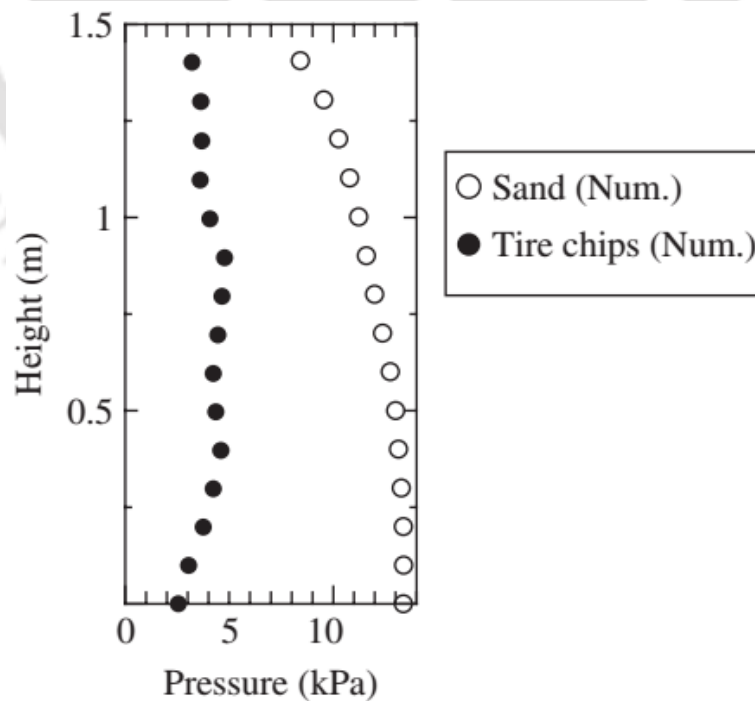 1.5
1
0.5
0
5
10
Height (m)
Pressure (kPa)
Sand (Num.)
Tire chips (Num.)